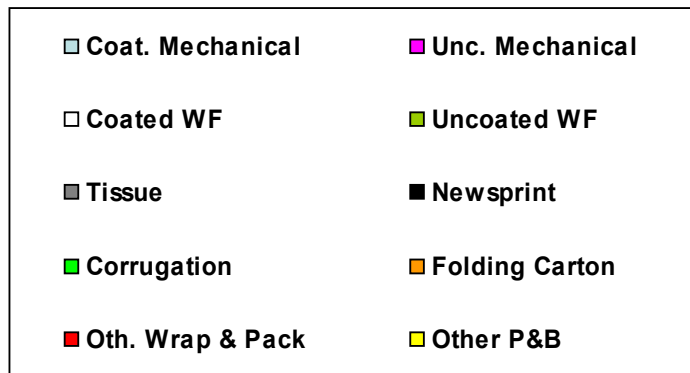 Coat. Mechanical Unc. Mechanical
Coated WF Uncoated WF
Tissue Newsprint
Corrugation Folding Carton
Oth. Wrap & Pack Other P&B